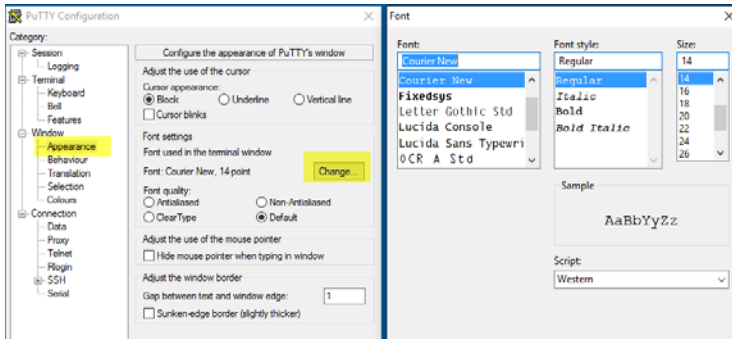 PuTTY Configuration
Category:
Session
Logging
Terminal
Keyboard
Bell
Features
Window
Appearance
Behaviour
Translation
Selection
Colours
Connection
Data
Proxy
Telnet
Rlogin
SSH
Serial
Configure the appearance of PuTTY's window
Adjust the use of the cursor
Cursor appearance:
Block Underline Vertical line
Cursor blinks
Font settings
Font used in the terminal window
Font: Courier New, 14-point Change...
Font quality:
Antialiased Non-Antialiased
ClearType Default
Adjust the use of the mouse pointer
Hide mouse pointer when typing in window
Adjust the window border
Gap between text and window edge: 1
Sunken-edge border (slightly thicker)
Font
Font:
Courier New
Courier New
Fixedsys
Letter Gothic Std
Lucida Console
Lucida Sans Typewri
OCR A Std
Font style:
Regular
Regular
Italic
Bold
Bold Italic
Size:
14
14
16
18
20
22
24
26
Sample
AaBbYyZz
Script:
Western